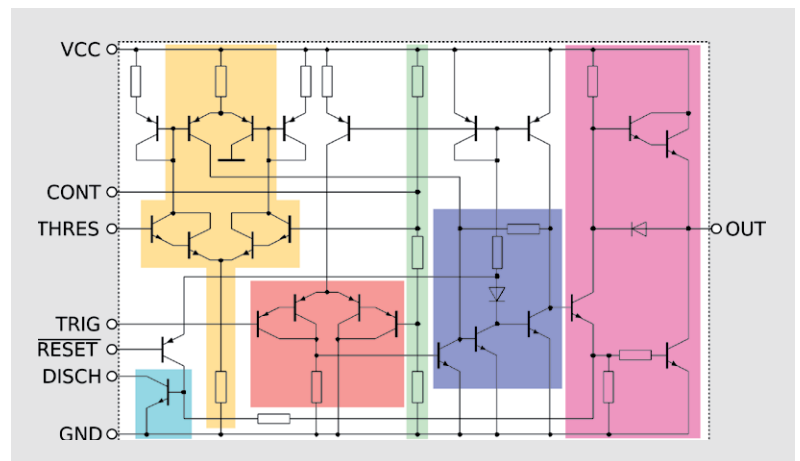 VCC
CONT
THRES
OUT
TRIG
RESET
DISCH
GND